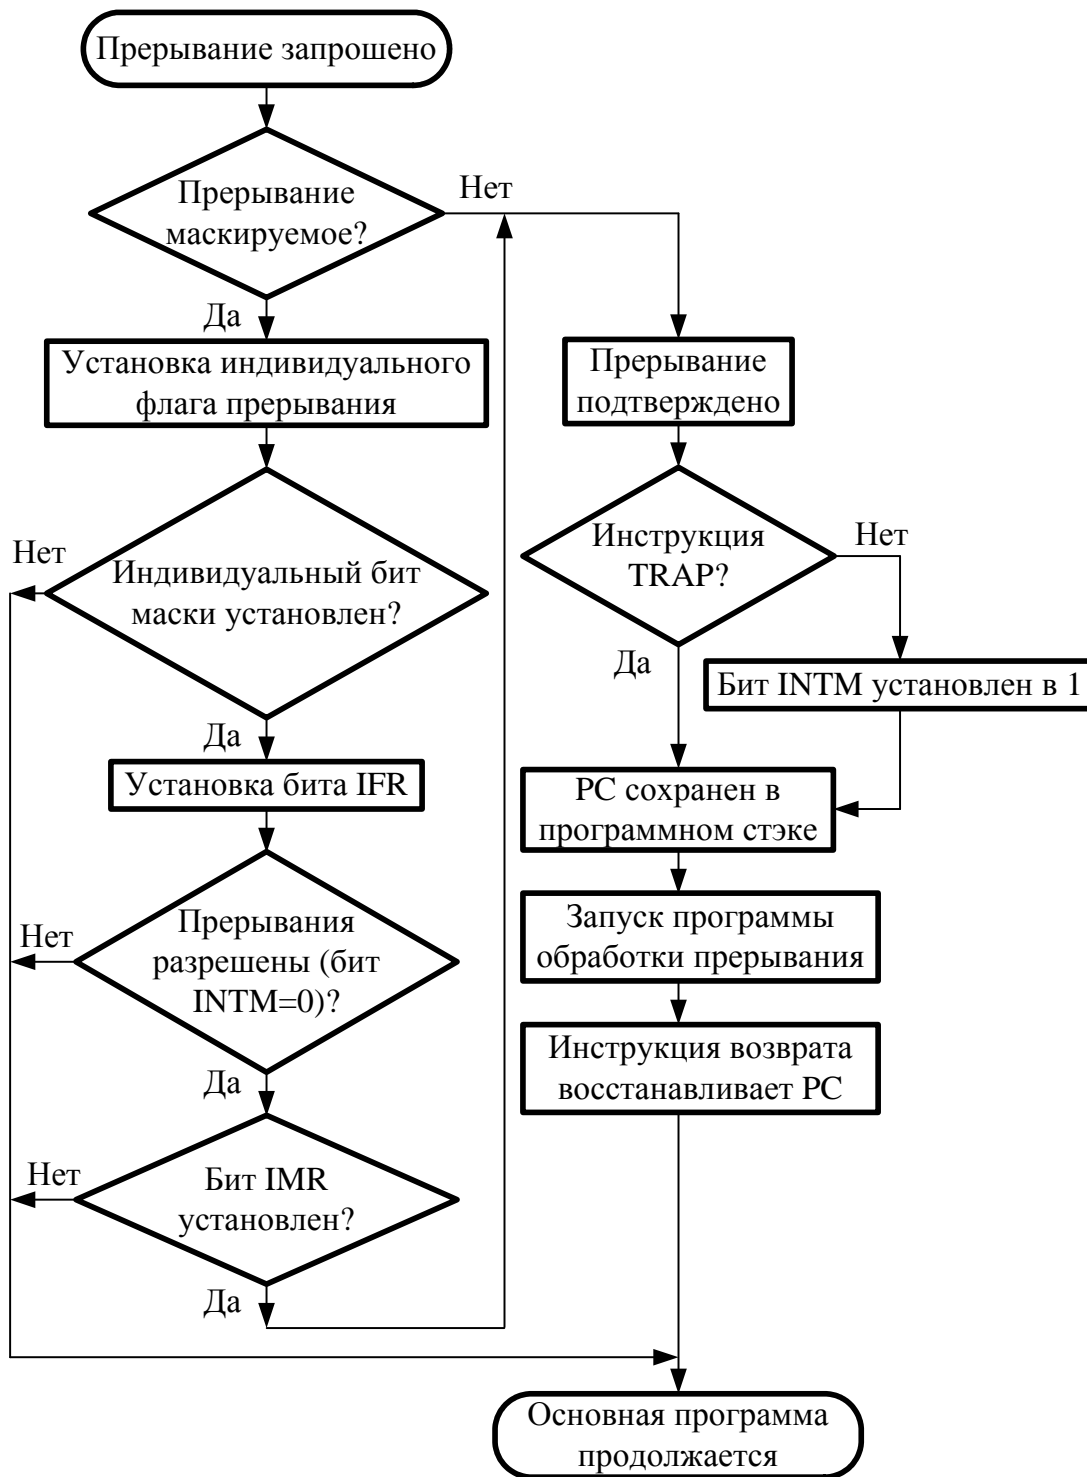 Прерывание запрошено
Прерывание
маскируемое?
Нет
Да
Установка индивидуального
флага прерывания
Прерывание
подтверждено
Нет
Индивидуальный бит
маски установлен?
Инструкция
TRAP?
Нет
Да
Да
Бит INTM установлен в 1
Установка бита IFR
PC сохранен в
программном стэке
Нет
Прерывания
разрешены (бит
INTM=0)?
Запуск программы
обработки прерывания
Да
Инструкция возврата
восстанавливает PC
Нет
Бит IMR
установлен?
Да
Основная программа
продолжается